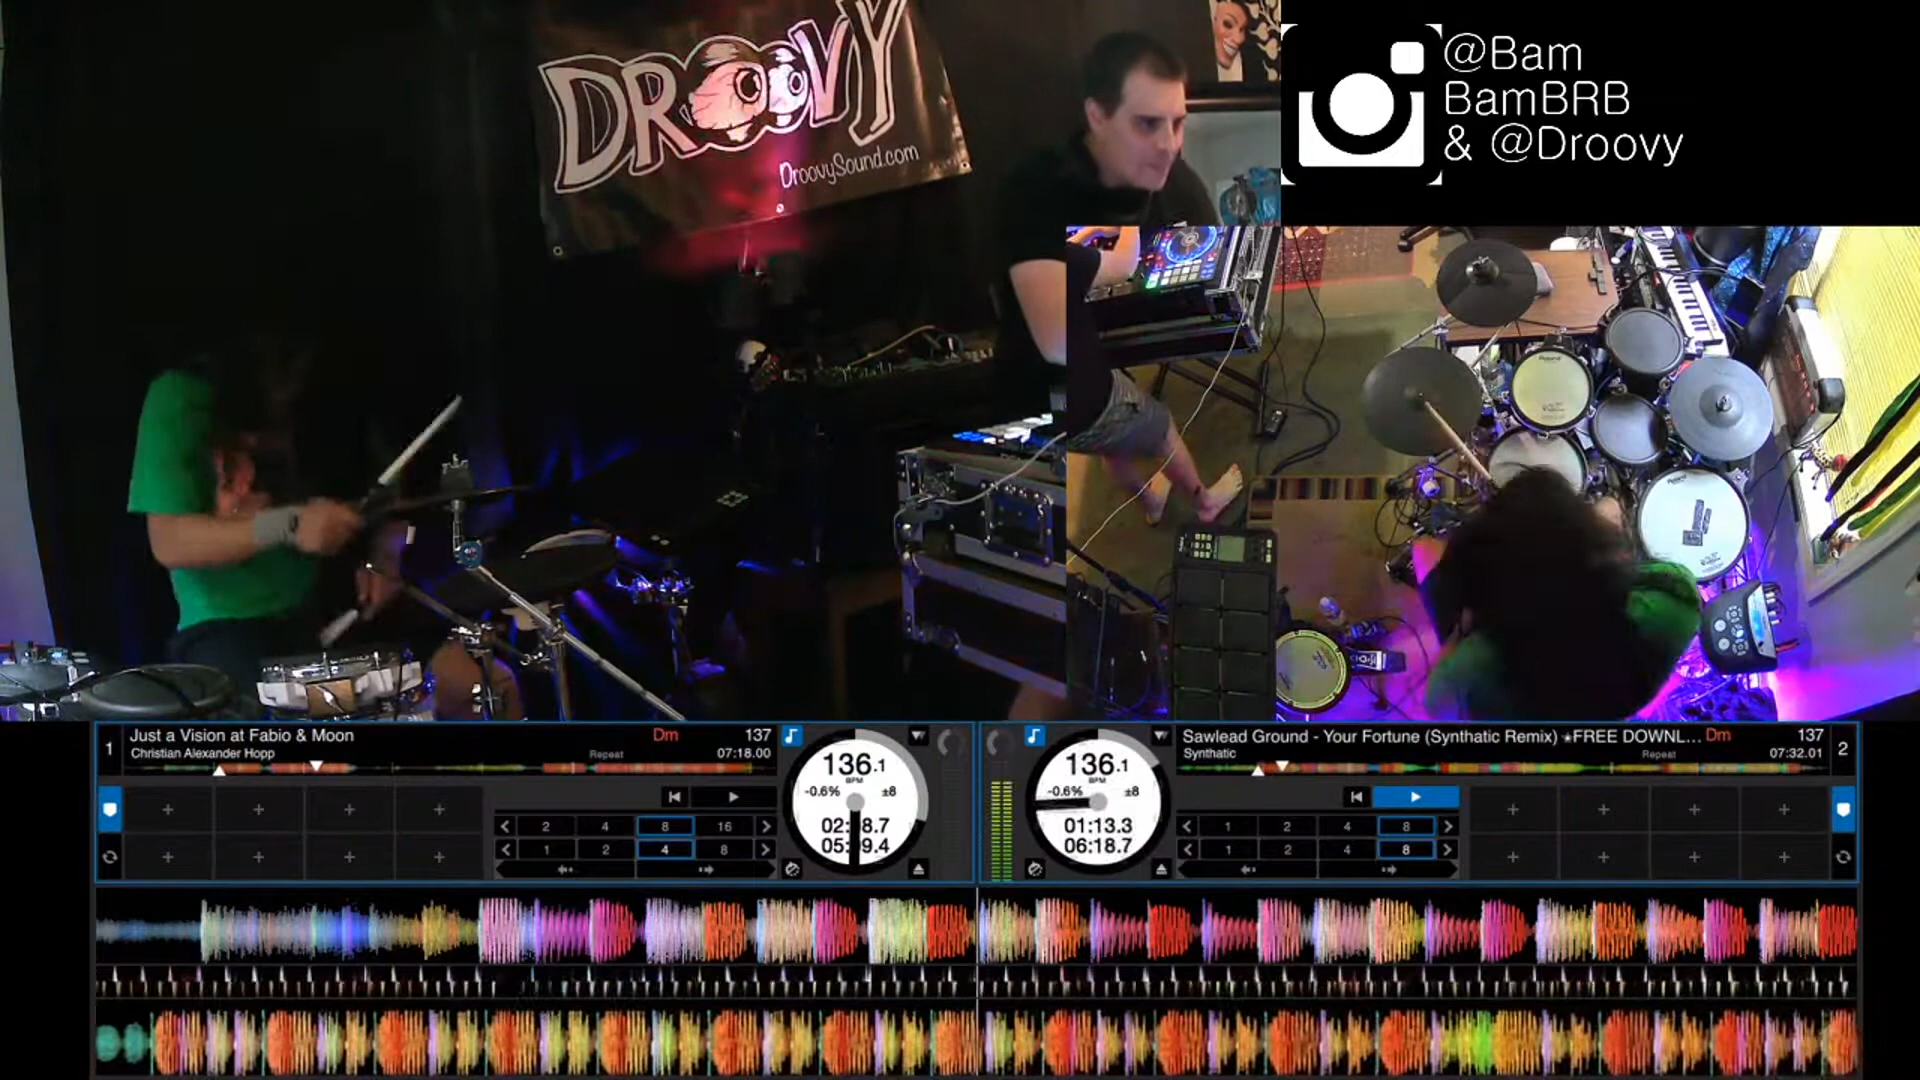 DROOVY
DroovySound.com
@Bam
BamBRB
& @Droovy
1
Just a Vision at Fabio & Moon
Dm
137
Christian Alexander Hopp
Repeat
07:18.00
2 4 8 16
1 2 4 8
136.1
BPM
-0.6% ±8
136.1
BPM
-0.6% ±8
01:13.3
06:18.7
Sawlead Ground - Your Fortune (Synthatic Remix) ★FREE DOWNL...
Dm
137
2
Synthatic
Repeat
07:32.01
1 2 4 8
1 2 4 8